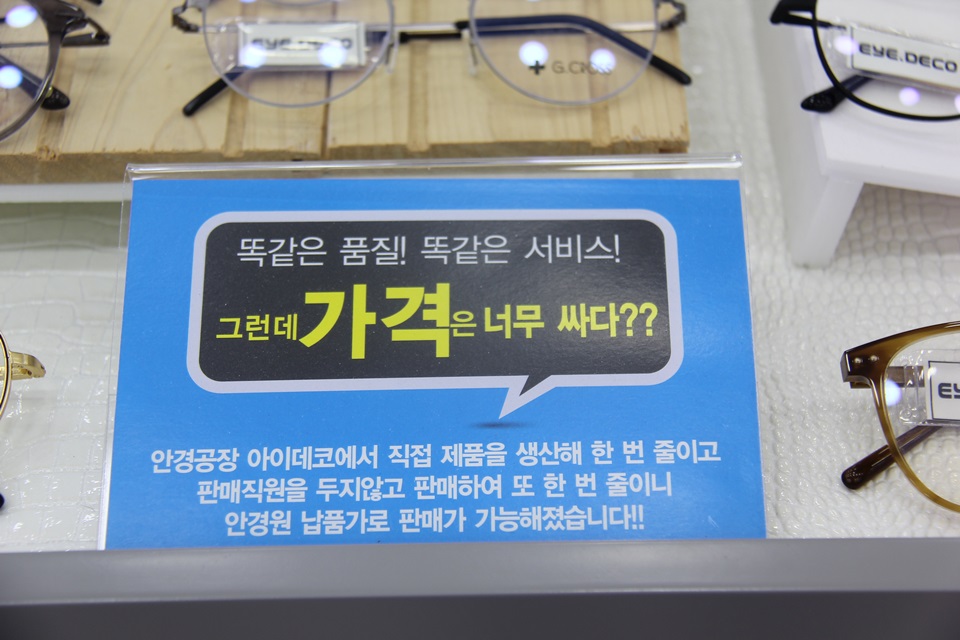 EYE.DECO
G.Cross
EYE.DECO
똑같은 품질! 똑같은 서비스!
그런데 가격은 너무 싸다??
안경공장 아이데코에서 직접 제품을 생산해 한 번 줄이고
판매직원을 두지않고 판매하여 또 한 번 줄이니
안경원 납품가로 판매가 가능해졌습니다!!